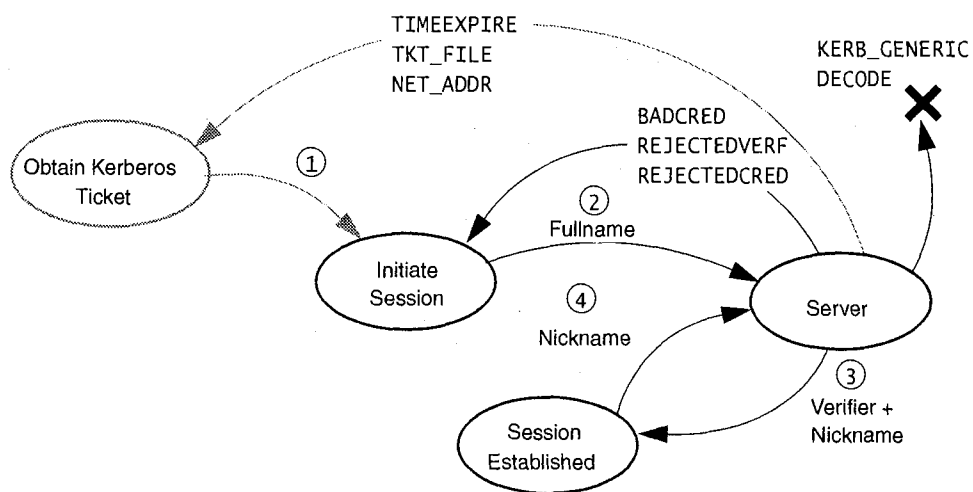 TIMEEXPIRE
TKT_FILE
NET_ADDR
KERB_GENERIC
DECODE
BADCRED
REJECTEDVERF
REJECTEDCRED
Obtain Kerberos
Ticket
①
②
Fullname
Initiate
Session
④
Nickname
Server
③
Verifier +
Nickname
Session
Established